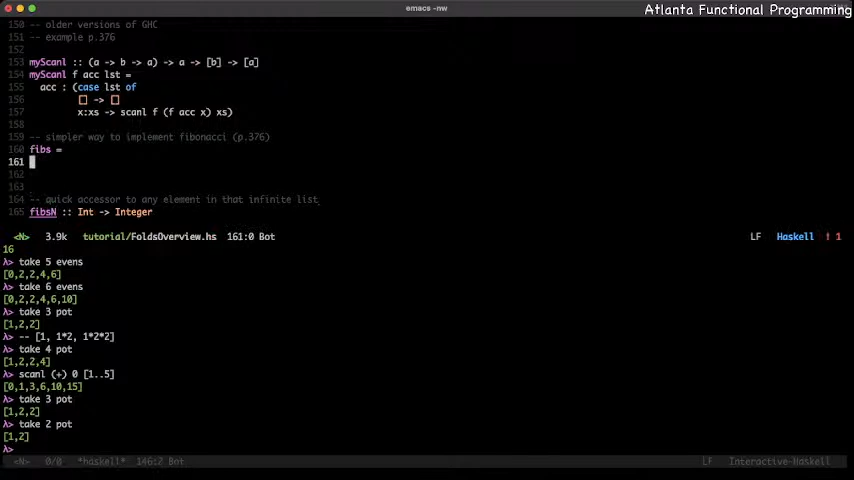 emacs -nw
Atlanta Functional Programming
150 -- older versions of GHC
151 -- example p.376
152
153 myScanl :: (a -> b -> a) -> a -> [b] -> [a]
154 myScanl f acc lst =
155 acc : (case lst of
156 [] -> []
157 x:xs -> scanl f (f acc x) xs)
158
159 -- simpler way to implement fibonacci (p.376)
160 fibs =
161
162
163
164 -- quick accessor to any element in that infinite list
165 fibsN :: Int -> Integer
<N> 3.9k tutorial/FoldsOverview.hs 161:0 Bot LF Haskell ! 1
16
λ> take 5 evens
[0,2,2,4,6]
λ> take 6 evens
[0,2,2,4,6,10]
λ> take 3 pot
[1,2,2]
λ> -- [1, 1*2, 1*2*2]
λ> take 4 pot
[1,2,2,4]
λ> scanl (+) 0 [1..5]
[0,1,3,6,10,15]
λ> take 3 pot
[1,2,2]
λ> take 2 pot
[1,2]
λ>
<N> 0/0 *haskell* 146:2 Bot LF Interactive-Haskell